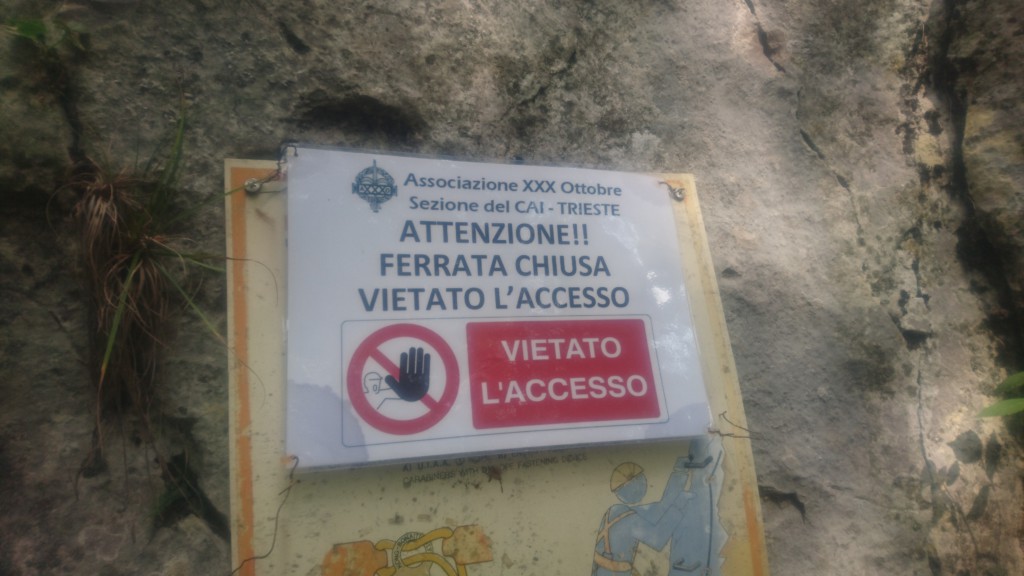 Associazione XXX Ottobre
Sezione del CAI - TRIESTE
ATTENZIONE!!
FERRATA CHIUSA
VIETATO L'ACCESSO
VIETATO
L'ACCESSO